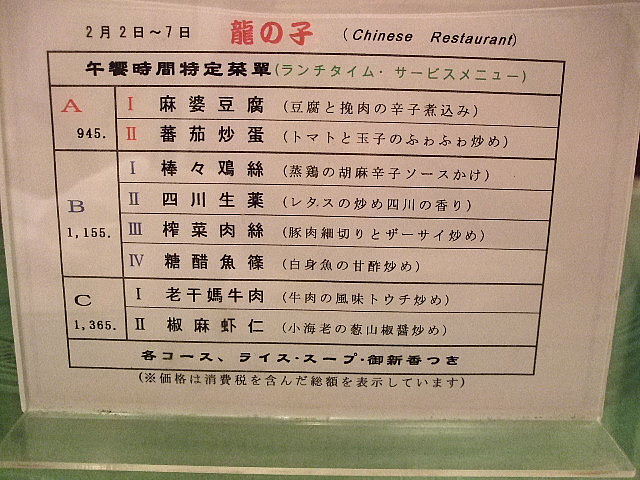 2月2日～7日 龍の子 (Chinese Restaurant)
午饗時間特定菜單(ランチタイム・サービスメニュー)
A 945.
I 麻婆豆腐 (豆腐と挽肉の辛子煮込み)
II 蕃茄炒蛋 (トマトと玉子のふわふわ炒め)
B 1,155.
I 棒々鶏絲 (蒸鶏の胡麻辛子ソースかけ)
II 四川生菜 (レタスの炒め四川の香り)
III 榨菜肉絲 (豚肉細切りとザーサイ炒め)
IV 糖醋魚篠 (白身魚の甘酢炒め)
C 1,365.
I 老干媽牛肉 (牛肉の風味トウチ炒め)
II 椒麻虾仁 (小海老の葱山椒醤炒め)
各コース、ライス・スープ・御新香つき
(※価格は消費税を含んだ総額を表示しています)